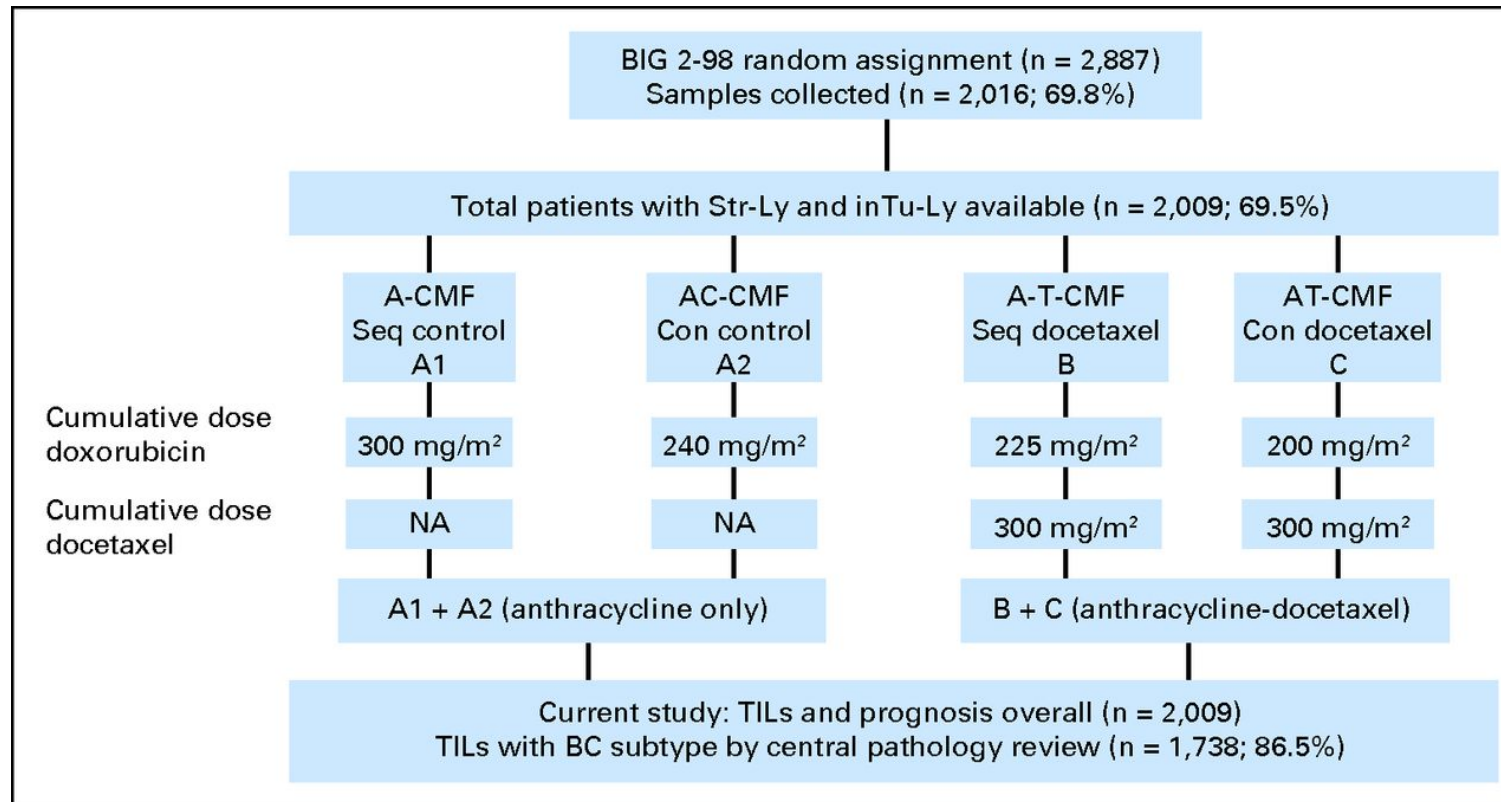 BIG 2-98 random assignment (n = 2,887)
Samples collected (n = 2,016; 69.8%)
Total patients with Str-Ly and inTu-Ly available (n = 2,009; 69.5%)
A-CMF
Seq control
A1
AC-CMF
Con control
A2
A-T-CMF
Seq docetaxel
B
AT-CMF
Con docetaxel
C
Cumulative dose
doxorubicin
300 mg/m²
240 mg/m²
225 mg/m²
200 mg/m²
Cumulative dose
docetaxel
NA
NA
300 mg/m²
300 mg/m²
A1 + A2 (anthracycline only)
B + C (anthracycline-docetaxel)
Current study: TILs and prognosis overall (n = 2,009)
TILs with BC subtype by central pathology review (n = 1,738; 86.5%)